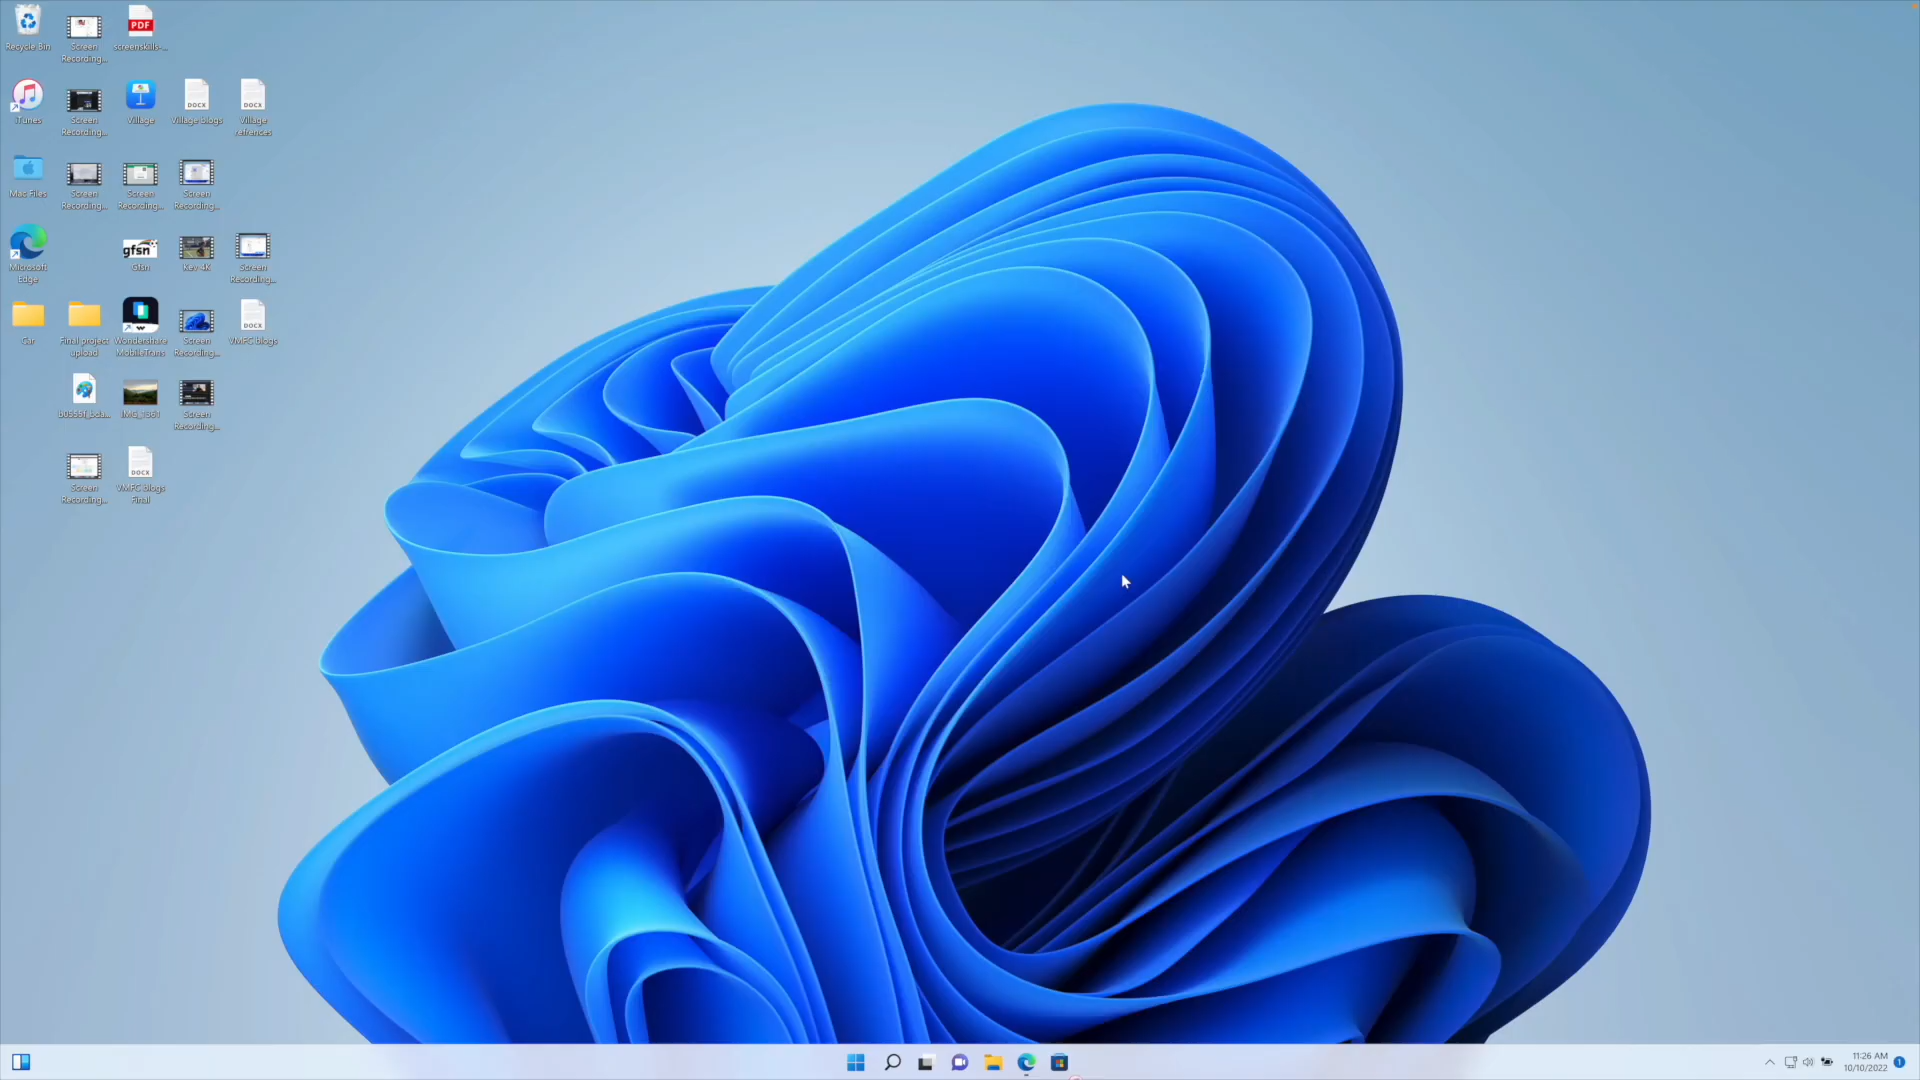 Recycle Bin
Screen
Recording...
PDF
screenskills-...
iTunes
Screen
Recording...
Village
DOCX
Village blogs
DOCX
Village
refrences
Mac Files
Screen
Recording...
Screen
Recording...
Screen
Recording...
Microsoft
Edge
gfsn
Gfsn
Kev 4K
Screen
Recording...
Car
Final project
upload
Wondershare
MobileTrans
Screen
Recording...
DOCX
VMFC blogs
IMG_1361
Screen
Recording...
Screen
Recording...
DOCX
VMFC blogs
Final
11:26 AM
10/10/2022
1